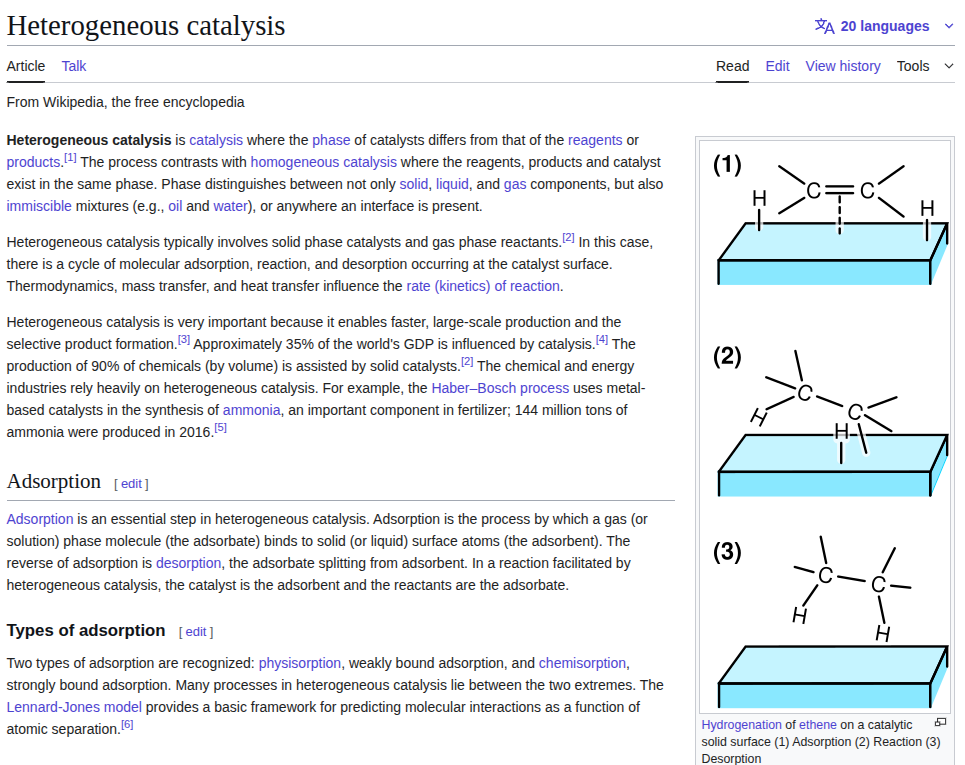 Heterogeneous catalysis
20 languages
Article Talk
Read Edit View history Tools
From Wikipedia, the free encyclopedia
Heterogeneous catalysis is catalysis where the phase of catalysts differs from that of the reagents or
products.[1] The process contrasts with homogeneous catalysis where the reagents, products and catalyst
exist in the same phase. Phase distinguishes between not only solid, liquid, and gas components, but also
immiscible mixtures (e.g., oil and water), or anywhere an interface is present.
Heterogeneous catalysis typically involves solid phase catalysts and gas phase reactants.[2] In this case,
there is a cycle of molecular adsorption, reaction, and desorption occurring at the catalyst surface.
Thermodynamics, mass transfer, and heat transfer influence the rate (kinetics) of reaction.
Heterogeneous catalysis is very important because it enables faster, large-scale production and the
selective product formation.[3] Approximately 35% of the world's GDP is influenced by catalysis.[4] The
production of 90% of chemicals (by volume) is assisted by solid catalysts.[2] The chemical and energy
industries rely heavily on heterogeneous catalysis. For example, the Haber–Bosch process uses metal-
based catalysts in the synthesis of ammonia, an important component in fertilizer; 144 million tons of
ammonia were produced in 2016.[5]
Adsorption [ edit ]
Adsorption is an essential step in heterogeneous catalysis. Adsorption is the process by which a gas (or
solution) phase molecule (the adsorbate) binds to solid (or liquid) surface atoms (the adsorbent). The
reverse of adsorption is desorption, the adsorbate splitting from adsorbent. In a reaction facilitated by
heterogeneous catalysis, the catalyst is the adsorbent and the reactants are the adsorbate.
Types of adsorption [ edit ]
Two types of adsorption are recognized: physisorption, weakly bound adsorption, and chemisorption,
strongly bound adsorption. Many processes in heterogeneous catalysis lie between the two extremes. The
Lennard-Jones model provides a basic framework for predicting molecular interactions as a function of
atomic separation.[6]
(1)
C C
H H
(2)
C
C
H
H
(3)
C C
H
H
Hydrogenation of ethene on a catalytic
solid surface (1) Adsorption (2) Reaction (3)
Desorption